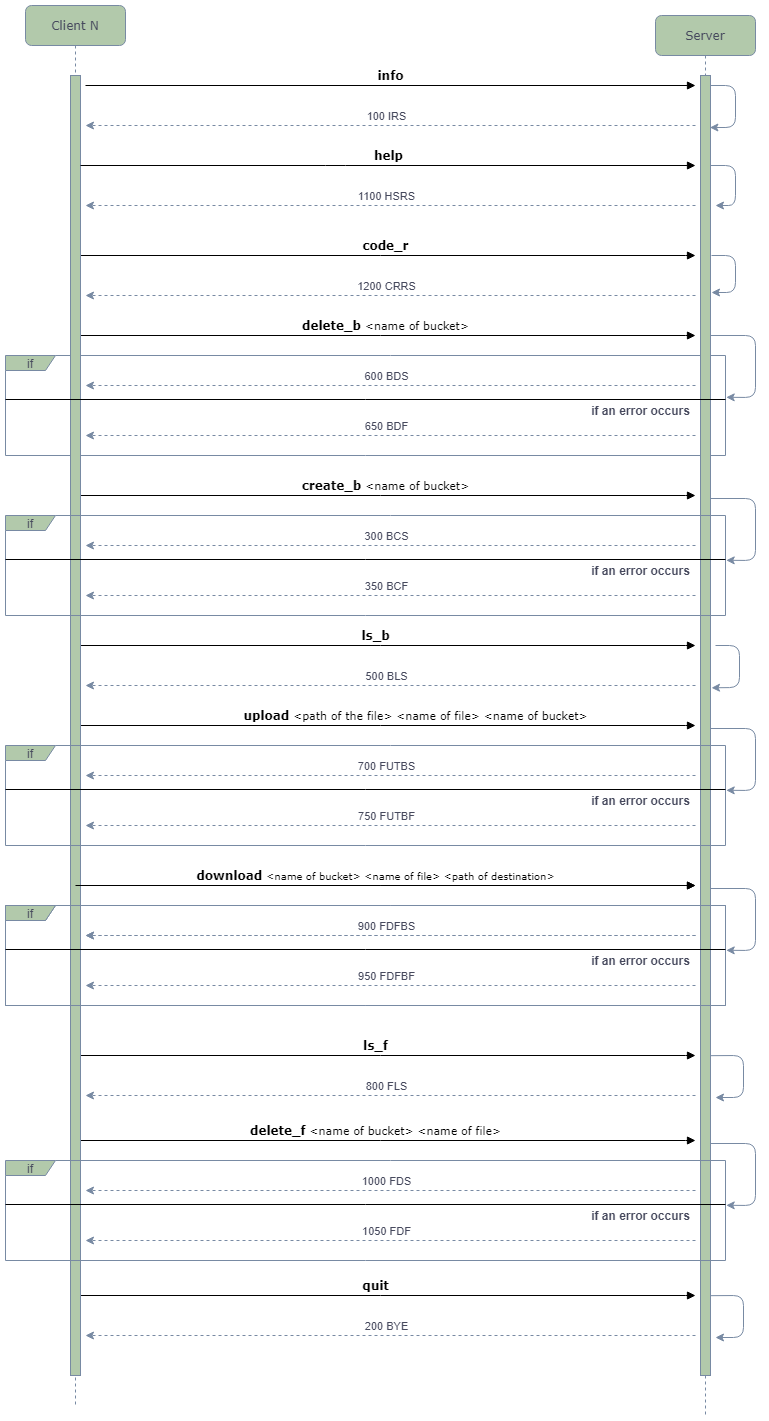 Client N
Server
info
100 IRS
help
1100 HSRS
code_r
1200 CRRS
delete_b <name of bucket>
if
600 BDS
if an error occurs
650 BDF
create_b <name of bucket>
if
300 BCS
if an error occurs
350 BCF
ls_b
500 BLS
upload <path of the file> <name of file> <name of bucket>
if
700 FUTBS
if an error occurs
750 FUTBF
download <name of bucket> <name of file> <path of destination>
if
900 FDFBS
if an error occurs
950 FDFBF
ls_f
800 FLS
delete_f <name of bucket> <name of file>
if
1000 FDS
if an error occurs
1050 FDF
quit
200 BYE